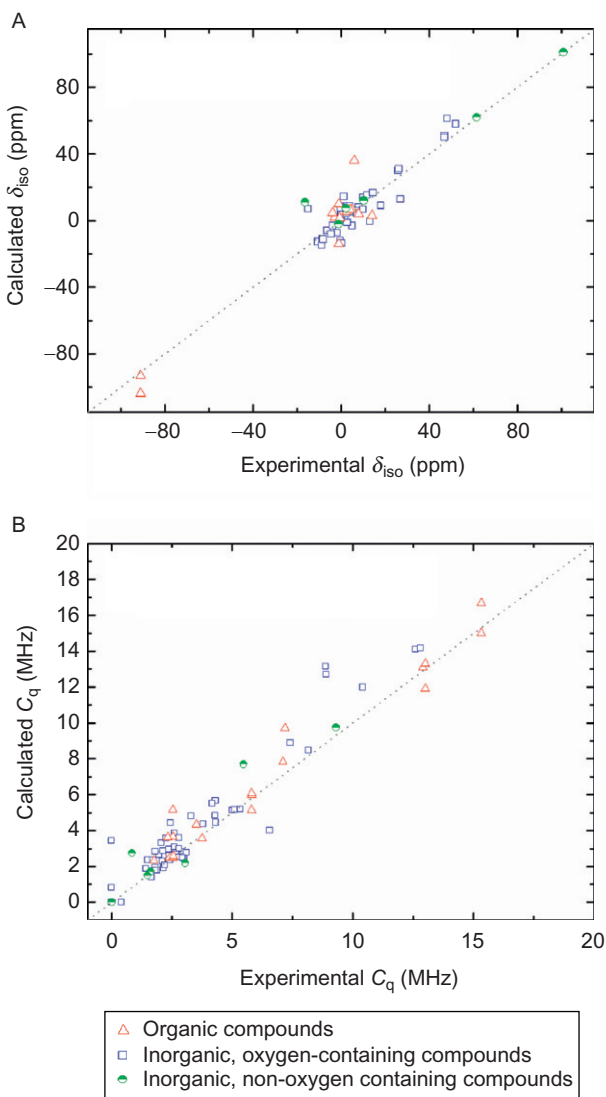 A
80
40
0
−40
−80
Calculated δiso (ppm)
−80
−40
0
40
80
Experimental δiso (ppm)
B
20
18
16
14
12
10
8
6
4
2
0
Calculated Cq (MHz)
0
5
10
15
20
Experimental Cq (MHz)
Organic compounds
Inorganic, oxygen-containing compounds
Inorganic, non-oxygen containing compounds